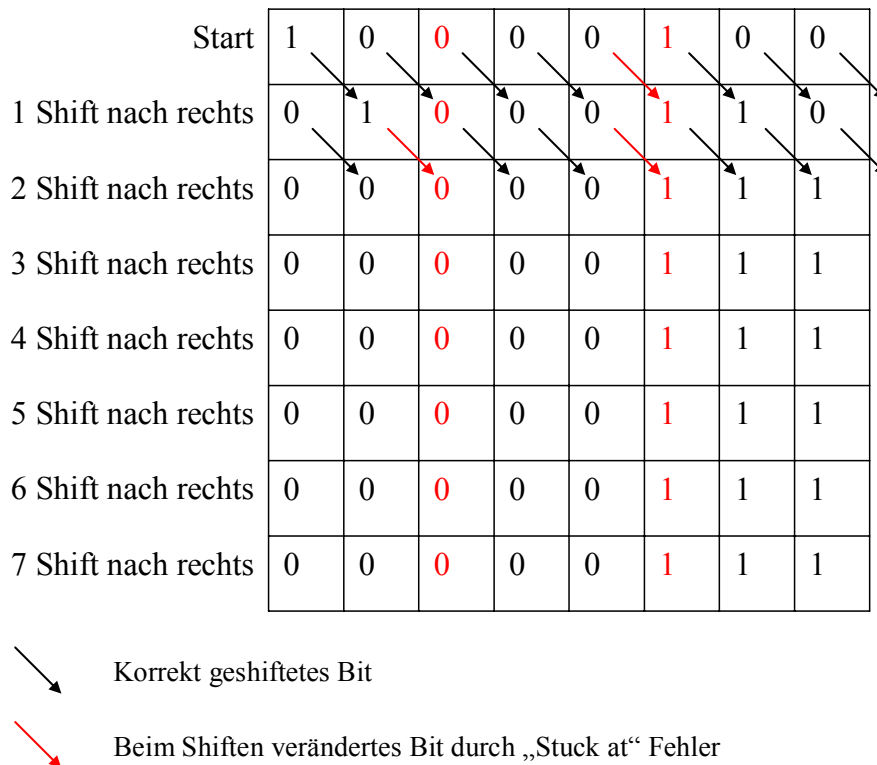 Start 1 0 0 0 0 1 0 0
1 Shift nach rechts 0 1 0 0 0 1 1 0
2 Shift nach rechts 0 0 0 0 0 1 1 1
3 Shift nach rechts 0 0 0 0 0 1 1 1
4 Shift nach rechts 0 0 0 0 0 1 1 1
5 Shift nach rechts 0 0 0 0 0 1 1 1
6 Shift nach rechts 0 0 0 0 0 1 1 1
7 Shift nach rechts 0 0 0 0 0 1 1 1
Korrekt geshiftetes Bit
Beim Shiften verändertes Bit durch „Stuck at“ Fehler